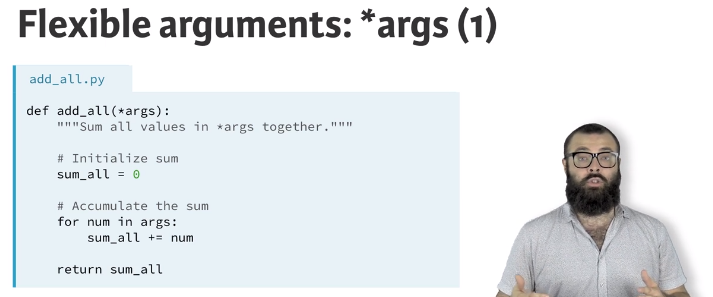 Flexible arguments: *args (1)
add_all.py
def add_all(*args):
    """Sum all values in *args together."""
    # Initialize sum
    sum_all = 0
    # Accumulate the sum
    for num in args:
        sum_all += num
    return sum_all